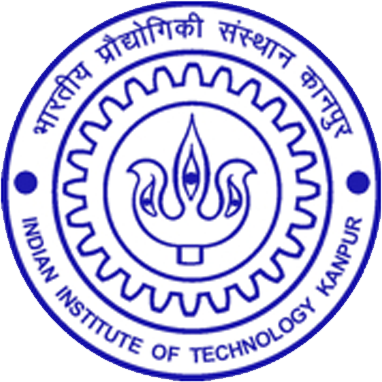 भारतीय प्रौद्योगिकी संस्थान कानपुर
INDIAN INSTITUTE OF TECHNOLOGY KANPUR